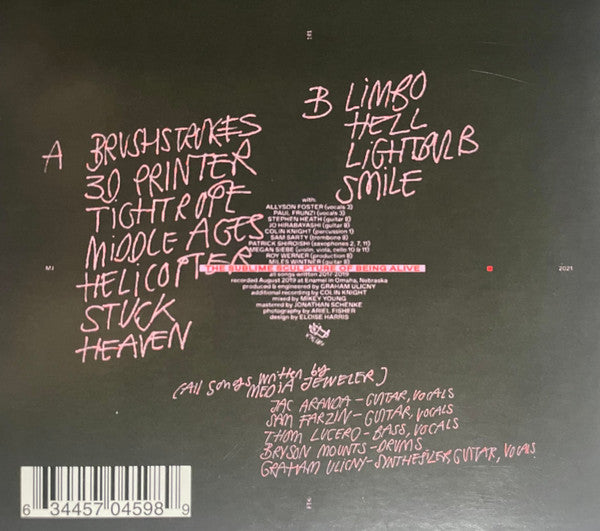 A BRUSHSTROKES
3D PRINTER
TIGHTROPE
MIDDLE AGES
HELICOPTER
STUCK
HEAVEN
B LIMBO
HELL
LIGHTBULB
SMILE
with:
ALLYSON FOSTER (vocals 3)
PAUL FRUNZI (vocals 3)
STEPHEN HEATH (guitar 8)
JO HIRABAYASHI (guitar 8)
COLIN KNIGHT (percussion 1)
SAM SARTY (trombone 8)
PATRICK SHIROISHI (saxophones 2, 7, 11)
MEGAN SIEBE (violin, viola, cello 10 & 11)
ROY WERNER (production 8)
MILES WINTNER (guitar 8)
MJ THE SUBLIME SCULPTURE OF BEING ALIVE 2021
all songs written 2017-2019
recorded August 2019 at Enamel in Omaha, Nebraska
produced & engineered by GRAHAM ULICNY
additional recording by COLIN KNIGHT
mixed by MIKEY YOUNG
mastered by JONATHAN SCHENKE
photography by ARIEL FISHER
design by ELOISE HARRIS
(All songs written by
MEDIA JEWELER)
JAC ARANDA - GUITAR, VOCALS
SAM FARZIN - GUITAR, VOCALS
THOM LUCERO - BASS, VOCALS
BRYSON MOUNTS - DRUMS
GRAHAM ULICNY - SYNTHESIZER, GUITAR, VOCALS
6 34457 04598 9